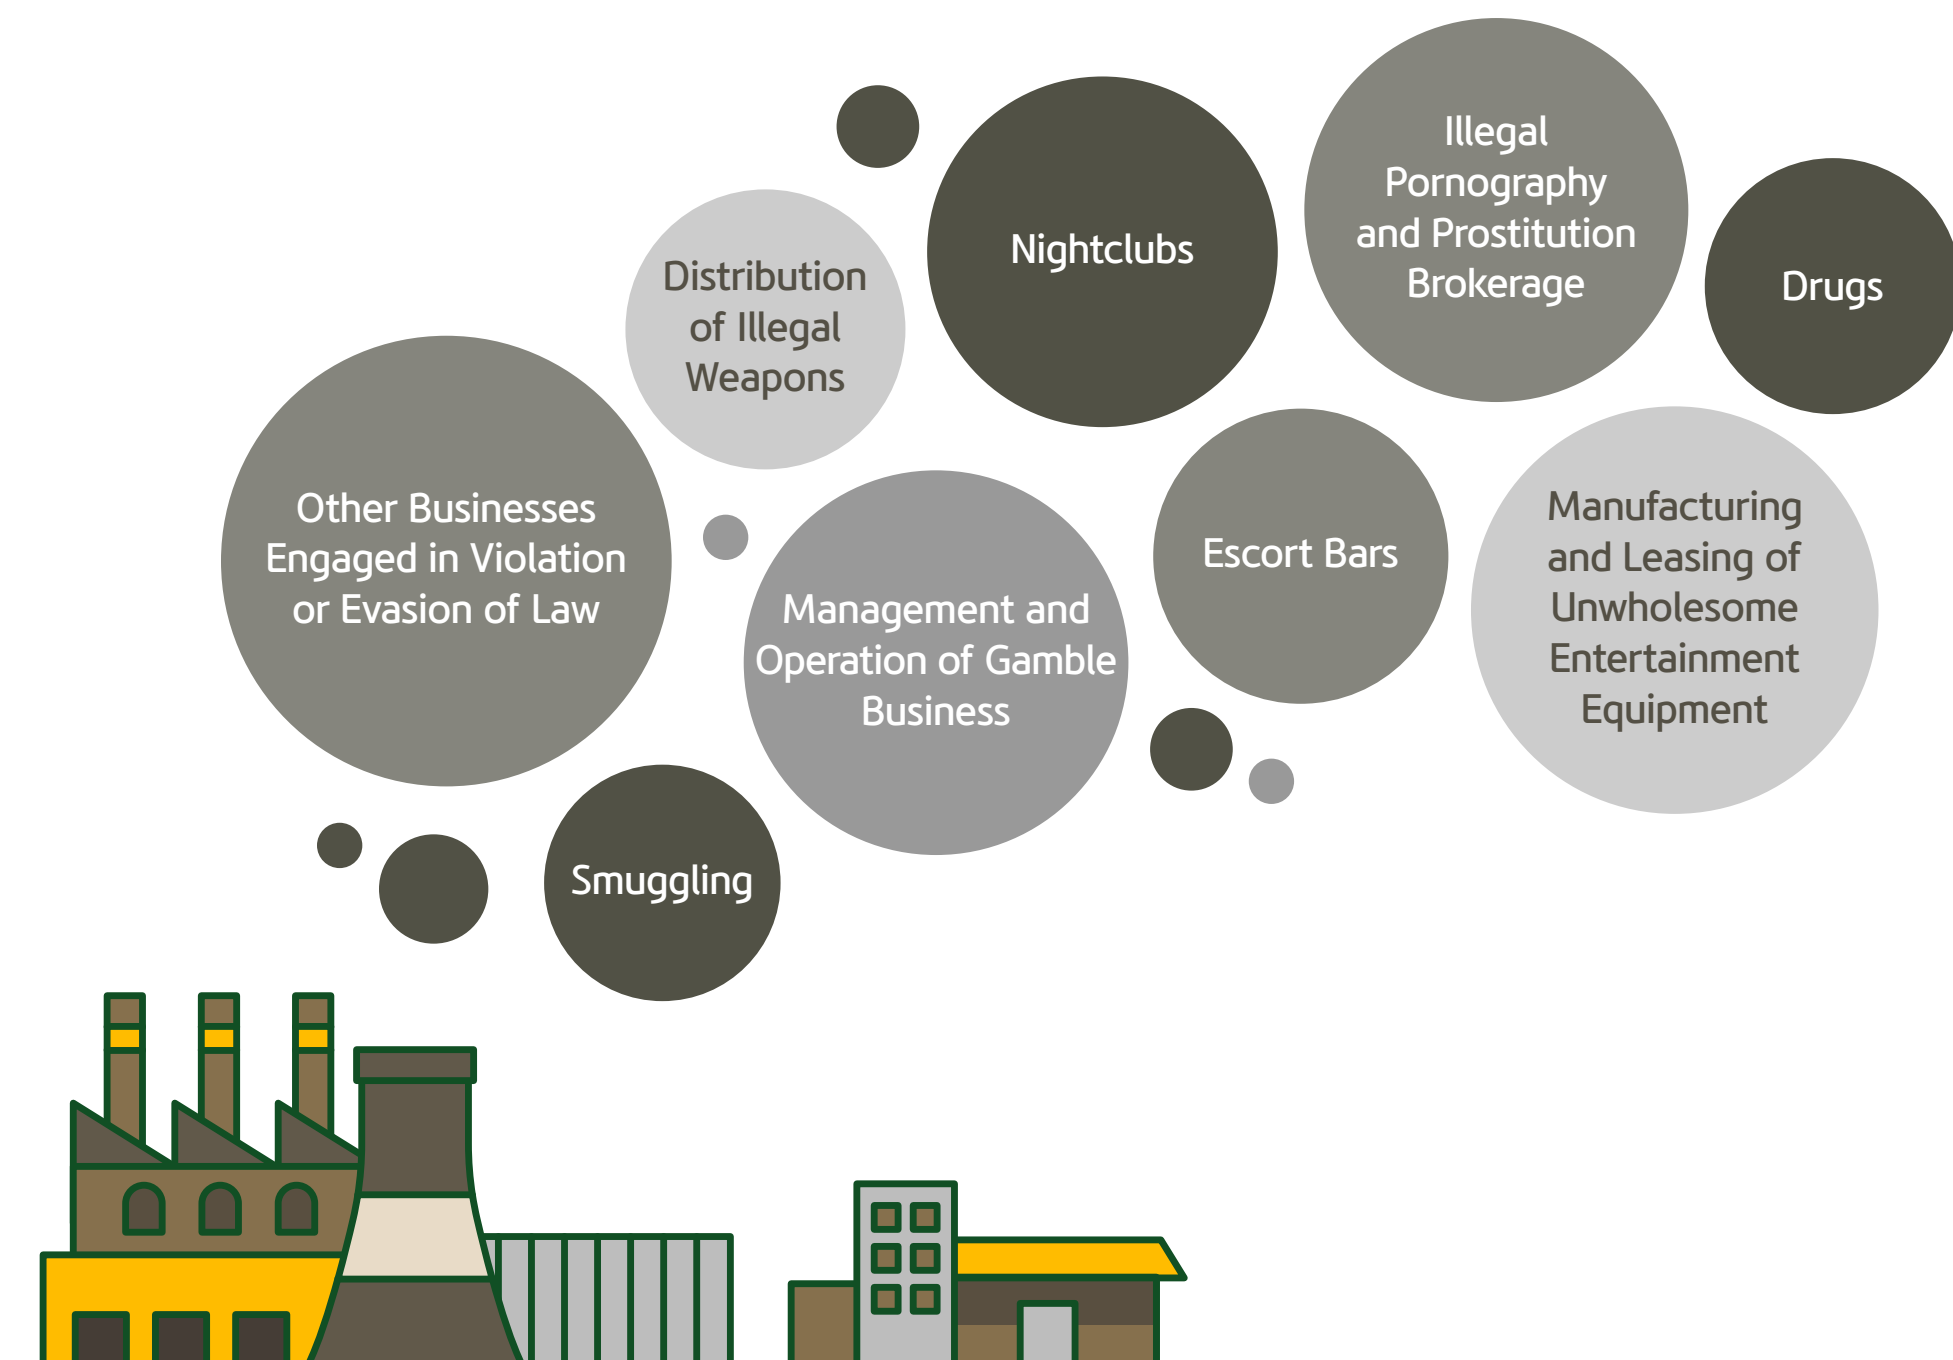 Illegal
Pornography
and Prostitution
Brokerage
Nightclubs
Drugs
Distribution
of Illegal
Weapons
Other Businesses
Engaged in Violation
or Evasion of Law
Management and
Operation of Gamble
Business
Escort Bars
Manufacturing
and Leasing of
Unwholesome
Entertainment
Equipment
Smuggling